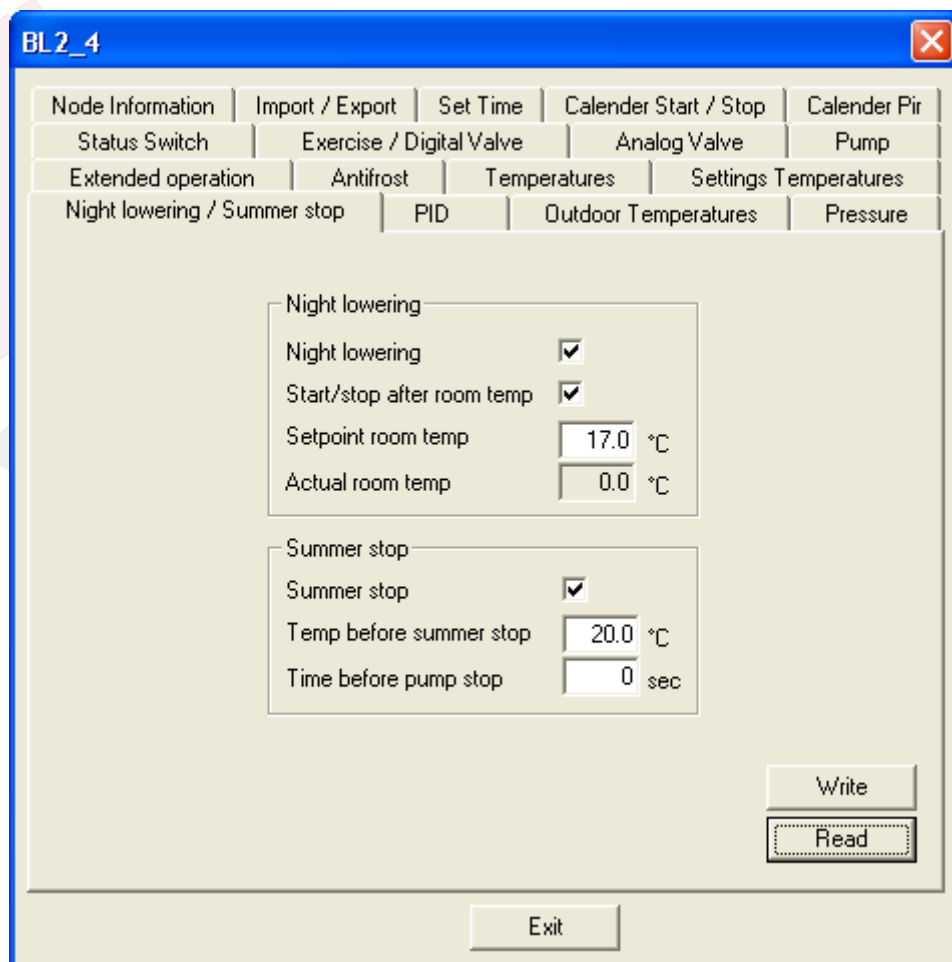 BL2_4
Node Information Import / Export Set Time Calender Start / Stop Calender Pir
Status Switch Exercise / Digital Valve Analog Valve Pump
Extended operation Antifrost Temperatures Settings Temperatures
Night lowering / Summer stop PID Outdoor Temperatures Pressure
Night lowering
Night lowering
Start/stop after room temp
Setpoint room temp 17.0 °C
Actual room temp 0.0 °C
Summer stop
Summer stop
Temp before summer stop 20.0 °C
Time before pump stop 0 sec
Write
Read
Exit